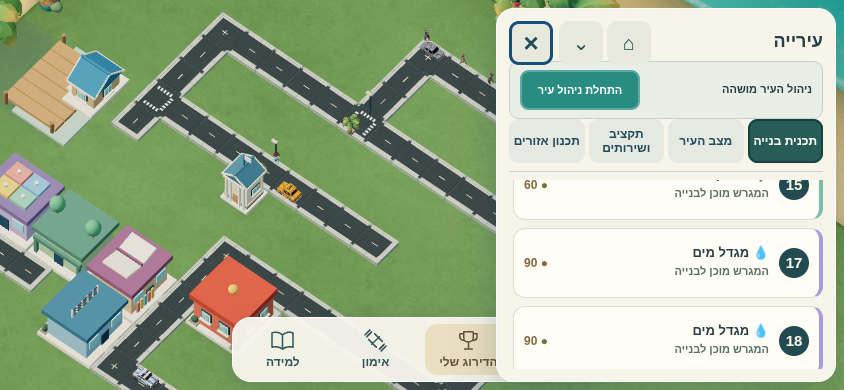 עירייה
ניהול העיר מושהה
התחלת ניהול עיר
תכנית בנייה
מצב העיר
תקציב
ושירותים
תכנון אזורים
15
60 ●
המגרש מוכן לבנייה
17
מגדל מים
90 ●
המגרש מוכן לבנייה
18
מגדל מים
90 ●
המגרש מוכן לבנייה
הדירוג שלי
אימון
למידה